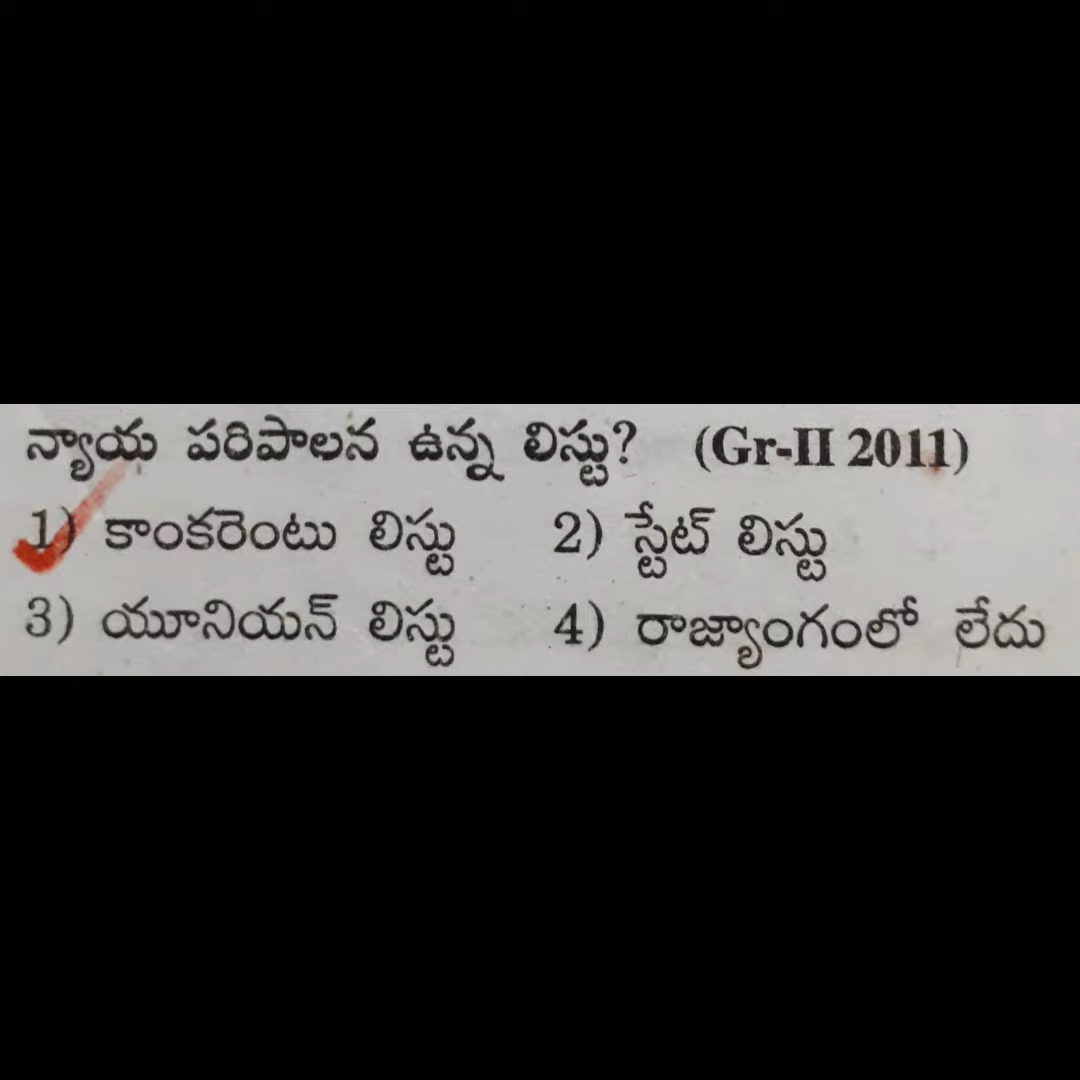 న్యాయ పరిపాలన ఉన్న లిస్టు? (Gr-II 2011)
1) కాంకరెంటు లిస్టు 2) స్టేట్ లిస్టు
3) యూనియన్ లిస్టు 4) రాజ్యాంగంలో లేదు